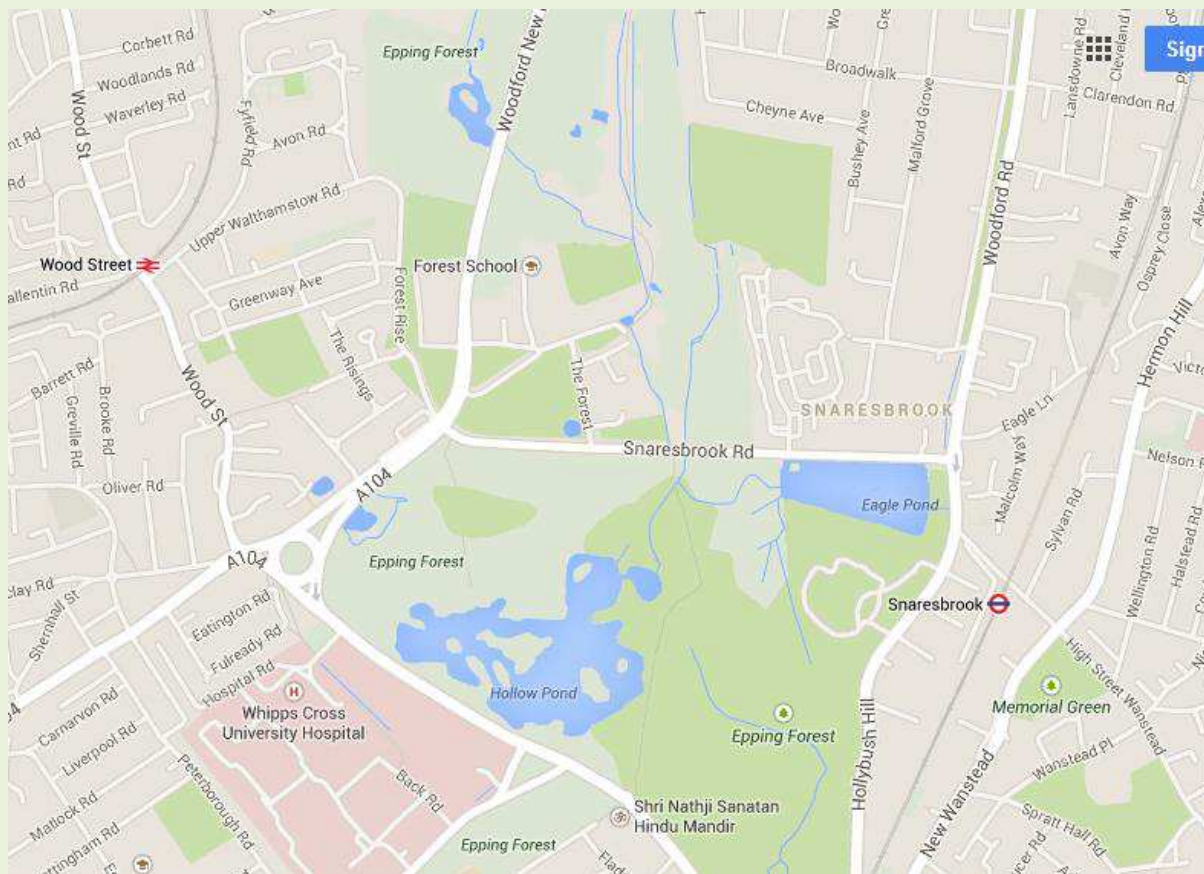 Corbett Rd
Epping Forest
Woodford New
Woodlands Rd
Waverley Rd
Wood St
Fyfield Rd
Avon Rd
Upper Walthamstow Rd
Broadwalk
Lansdowne Rd
Cleveland
Clarendon Rd
Sign
Cheyne Ave
Bushey Ave
Malford Grove
Woodford Rd
Avon Way
Osprey Close
Hermon Hill
Wood Street
Forest School
Greenway Ave
Forest Rise
The Risings
Barrett Rd
Greville Rd
Brooke Rd
Wood St
The Forest
SNARESBROOK
Eagle Ln
Snaresbrook Rd
Malcolm Way
Oliver Rd
A104
Eagle Pond
Sylvan Rd
Nelson
Halstead Rd
Wellington Rd
A104
Epping Forest
Shernhall St
Eatington Rd
Fulready Rd
Hospital Rd
Snaresbrook
High Street Wanstead
Hollow Pond
Whipps Cross
University Hospital
Epping Forest
Memorial Green
Carnarvon Rd
Liverpool Rd
Peterborough Rd
Back Rd
Hollybush Hill
New Wanstead
Wanstead Pl
Matlock Rd
Shri Nathji Sanatan
Hindu Mandir
Spratt Hall Rd
Epping Forest